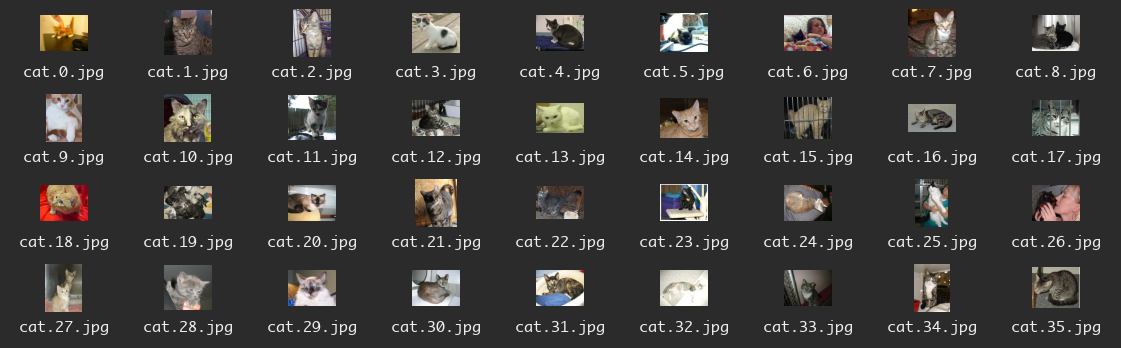 cat.0.jpg cat.1.jpg cat.2.jpg cat.3.jpg cat.4.jpg cat.5.jpg cat.6.jpg cat.7.jpg cat.8.jpg
cat.9.jpg cat.10.jpg cat.11.jpg cat.12.jpg cat.13.jpg cat.14.jpg cat.15.jpg cat.16.jpg cat.17.jpg
cat.18.jpg cat.19.jpg cat.20.jpg cat.21.jpg cat.22.jpg cat.23.jpg cat.24.jpg cat.25.jpg cat.26.jpg
cat.27.jpg cat.28.jpg cat.29.jpg cat.30.jpg cat.31.jpg cat.32.jpg cat.33.jpg cat.34.jpg cat.35.jpg